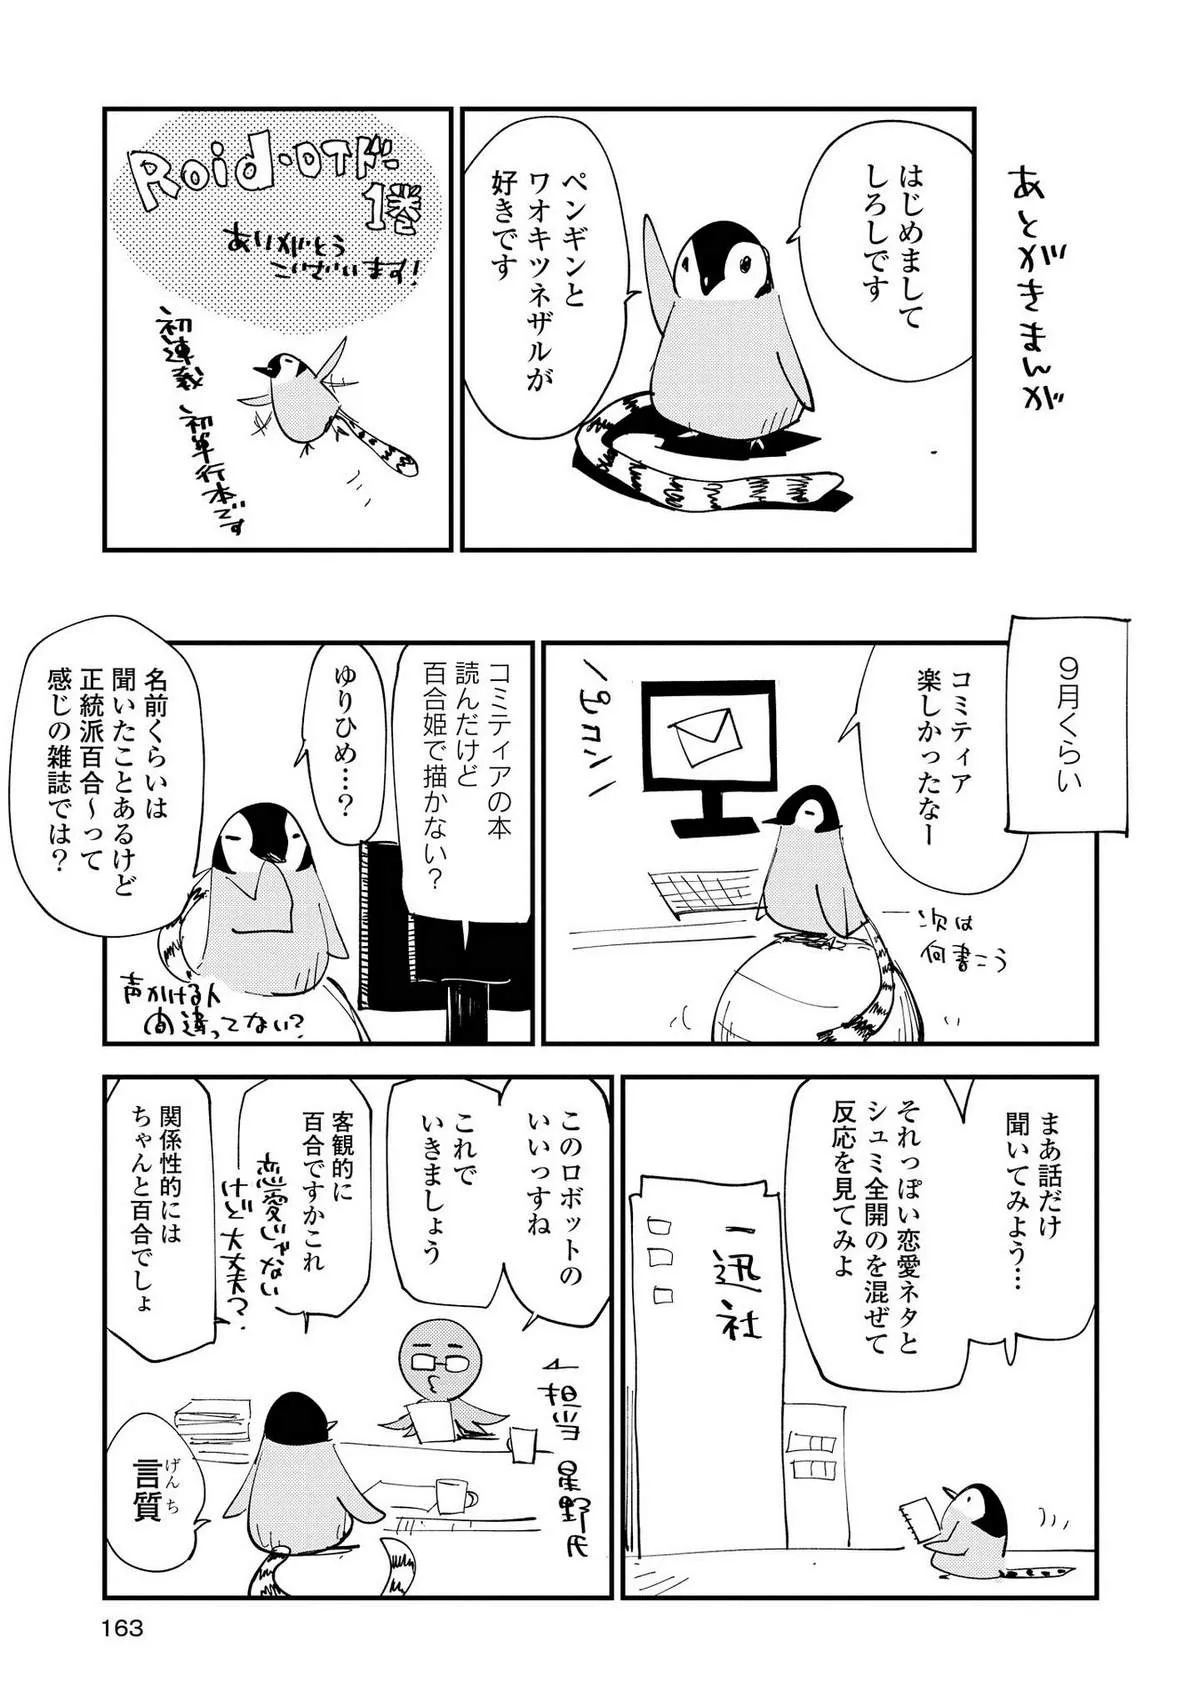 あとがきまんが
はじめまして
しろしです
ペンギンと
ワオキツネザルが
好きです
Roid-ロイド-
1巻
ありがとう
ございます!
初連載
初単行本です
9月くらい
コミティア
楽しかったなー
次は
何書こう
コミティアの本
読んだけど
百合姫で描かない?
ゆりひめ…?
名前くらいは
聞いたことあるけど
正統派百合〜って
感じの雑誌では?
声かける人
間違ってない?
まあ話だけ
聞いてみよう…
それっぽい恋愛ネタと
シュミ全開のを混ぜて
反応を見てみよ
一迅社
このロボットの
いいっすね
これで
いきましょう
客観的に
百合ですかこれ
恋愛じゃない
けど大丈夫?
関係性的には
ちゃんと百合でしょ
担当 星野氏
言質
げんち
163